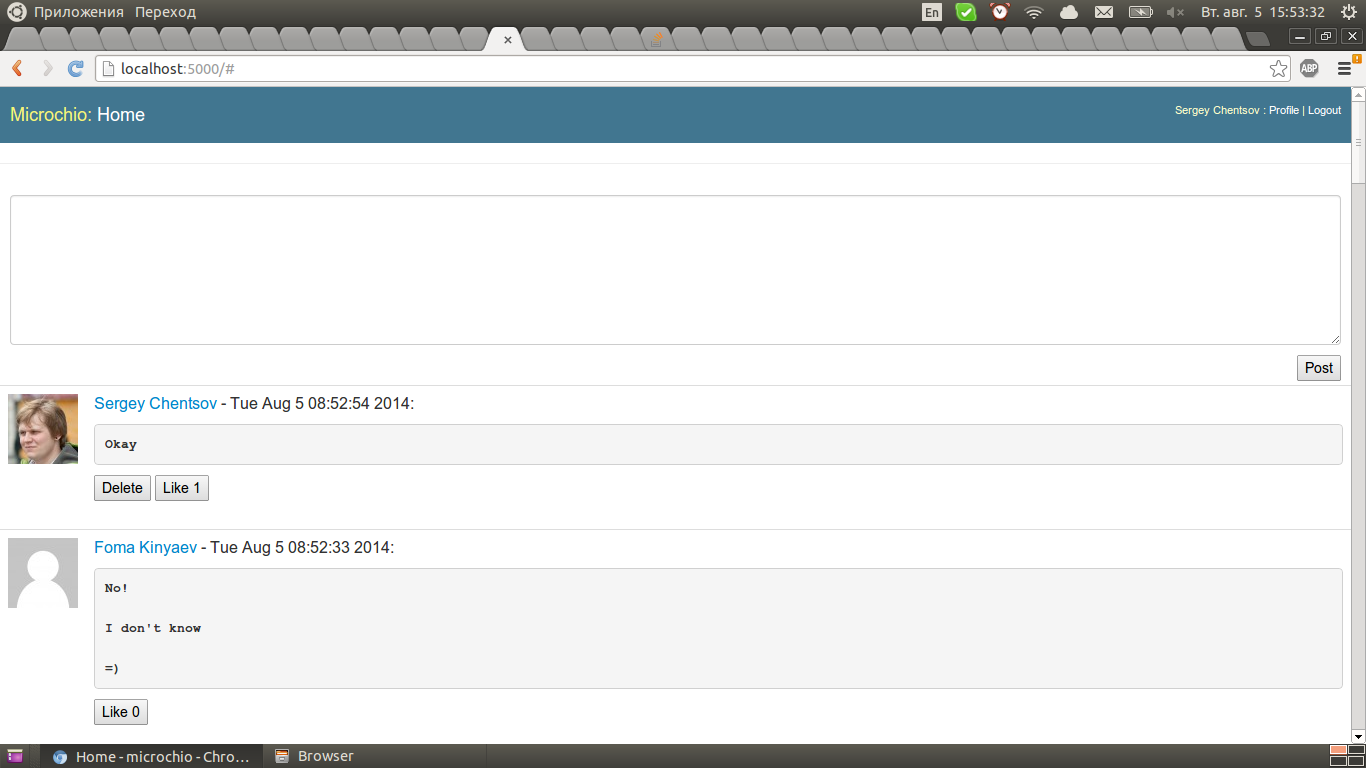 Приложения Переход
En
Вт. авг. 5 15:53:32
localhost:5000/#
ABP
Microchio: Home
Sergey Chentsov : Profile | Logout
Post
Sergey Chentsov - Tue Aug 5 08:52:54 2014:
Okay
Delete Like 1
Foma Kinyaev - Tue Aug 5 08:52:33 2014:
No!
I don't know
=)
Like 0
Home - microchio - Chro...
Browser